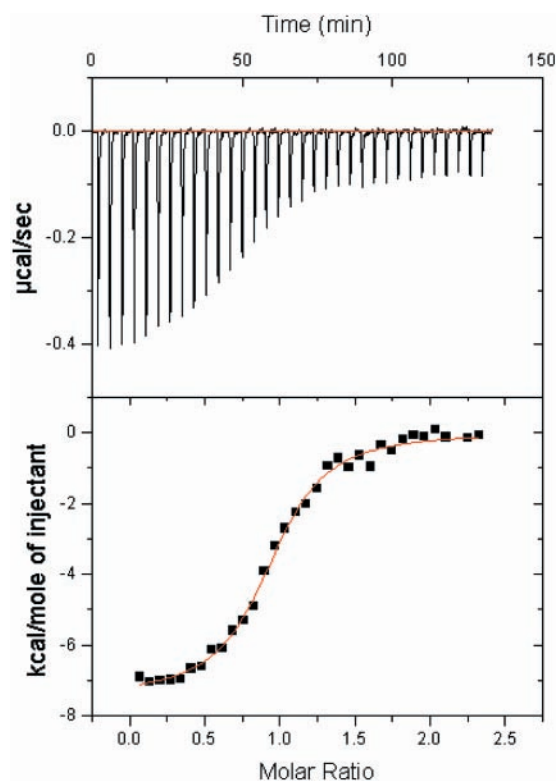 Time (min)
0 50 100 150
0.0
-0.2
-0.4
µcal/sec
0
-2
-4
-6
-8
kcal/mole of injectant
0.0 0.5 1.0 1.5 2.0 2.5
Molar Ratio